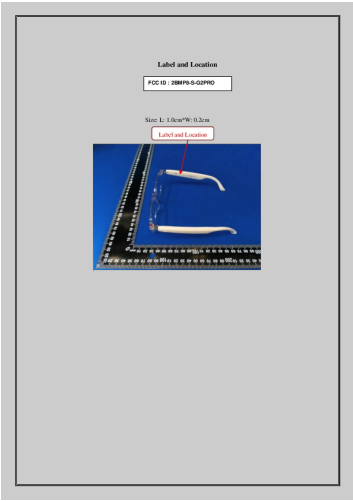 Label and Location
FCC ID : 2BMP8-S-G2PRO
Size: L: 1.0cm*W: 0.2cm
Label and Location